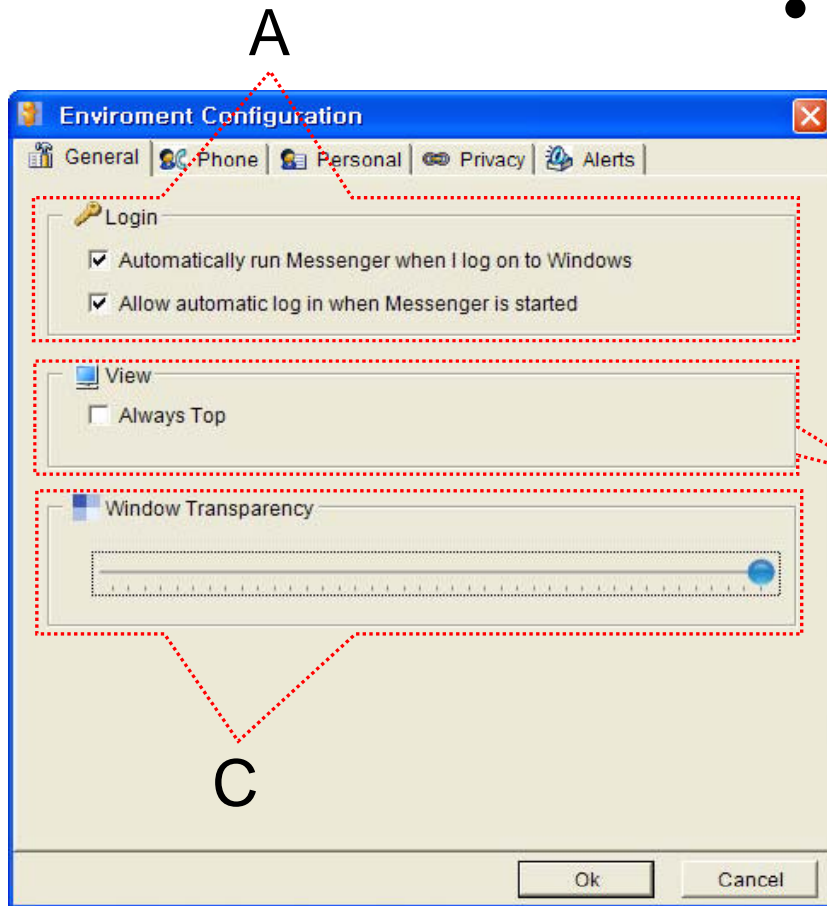 A
•
Enviroment Configuration
General Phone Personal Privacy Alerts
Login
Automatically run Messenger when I log on to Windows
Allow automatic log in when Messenger is started
View
Always Top
Window Transparency
C
Ok Cancel